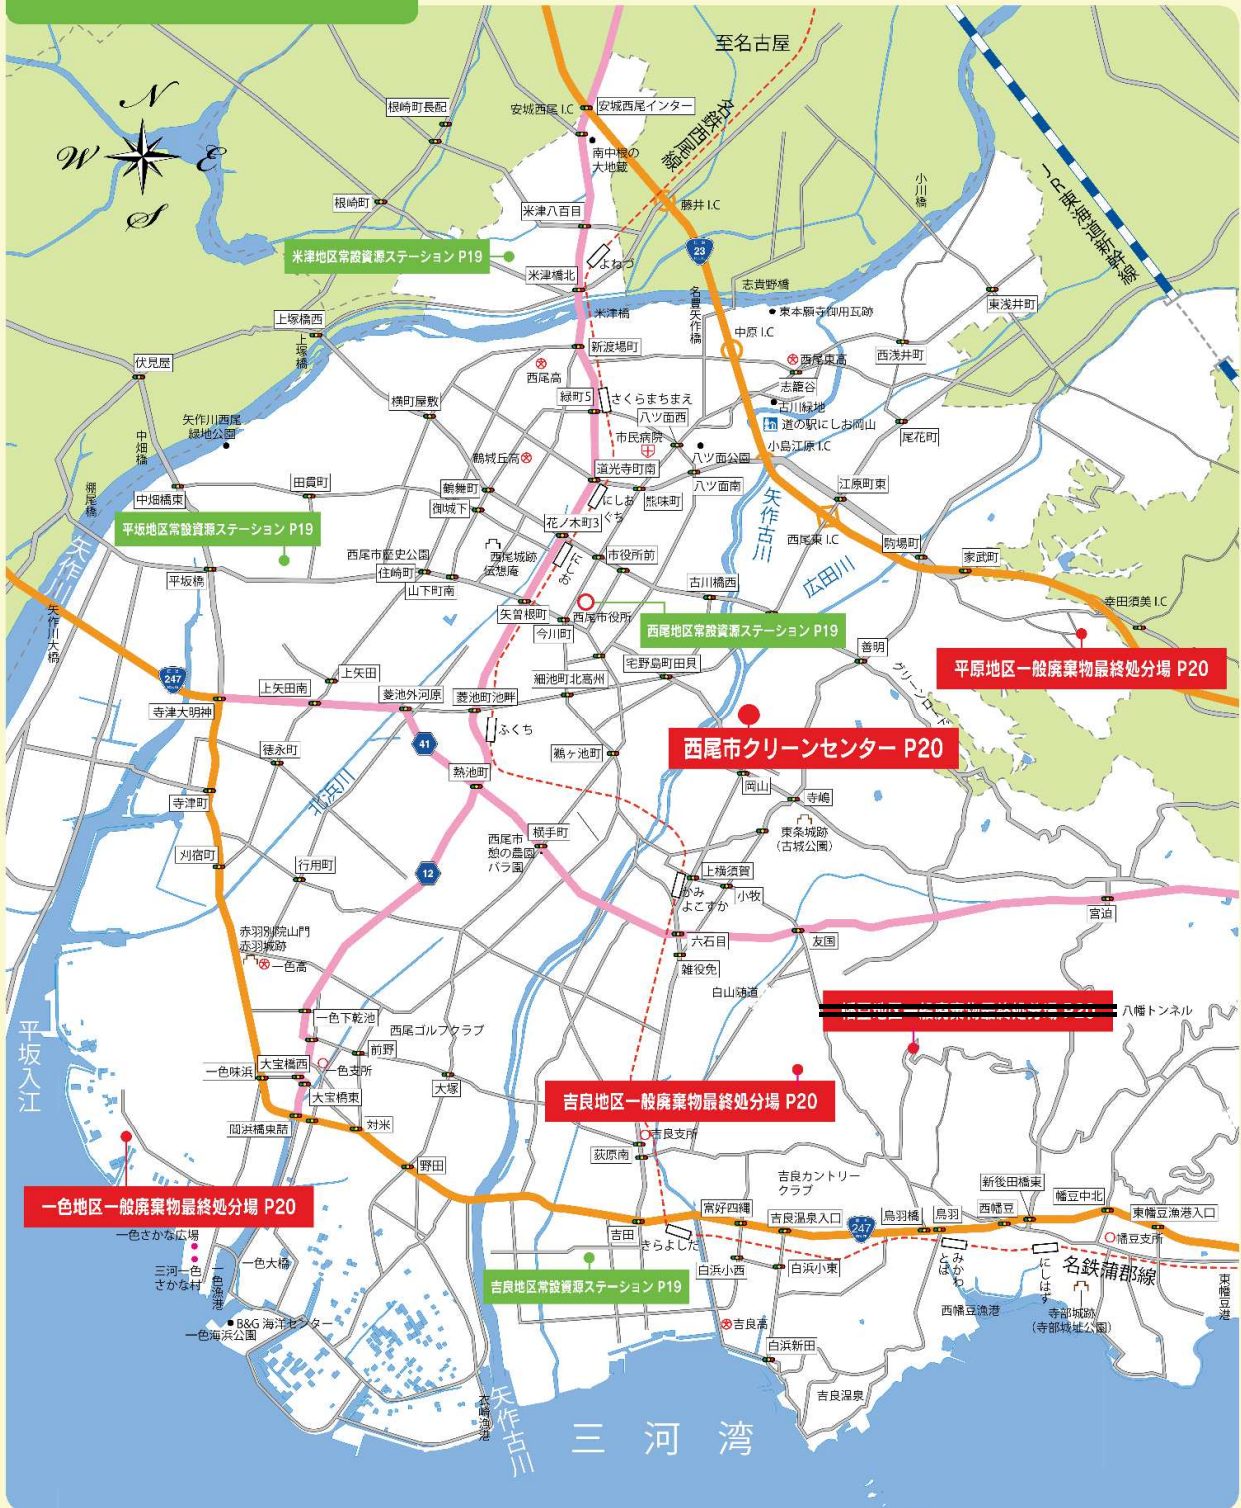 至名古屋
安城西尾 I.C
安城西尾インター
根崎町長配
名鉄西尾線
南中根の
大地蔵
N
W
E
S
小川橋
JR東海道新幹線
根崎町
米津八百目
藤井 I.C
23
米津地区常設資源ステーション P19
よねづ
米津橋北
志貴野橋
東浅井町
名豊矢作橋
米津橋
東本願寺御用瓦跡
上塚橋西
上塚橋
中原 I.C
新渡場町
西尾東高
西浅井町
伏見屋
西尾高
志籠谷
緑町5
さくらまちまえ
横町屋敷
古川緑地
八ツ面西
道の駅にしお岡山
矢作川西尾
緑地公園
尾花町
中畑橋
市民病院
八ツ面公園
小島江原 I.C
鶴城丘高
道光寺町南
田貫町
鶴舞町
熊味町
八ツ面南
江原町東
棚尾橋
中畑橋東
にしお
ぐち
御城下
矢作古川
花ノ木町3
平坂地区常設資源ステーション P19
西尾東 I.C
駒場町
矢作川
西尾市歴史公園
西尾城跡
伝想庵
にしお
市役所前
家武町
住崎町
広田川
平坂橋
山下町南
古川橋西
幸田須美 I.C
矢作川大橋
矢曽根町
西尾市役所
西尾地区常設資源ステーション P19
今川町
善明
平原地区一般廃棄物最終処分場 P20
宅野島町田貝
グリーンロード
247
上矢田
細池町北高州
上矢田南
菱池外河原
菱池町池畔
寺津大明神
ふくち
西尾市クリーンセンター P20
41
徳永町
鵜ヶ池町
熱池町
岡山
寺嶋
北浜川
寺津町
東条城跡
(古城公園)
横手町
西尾市
憩の農園
バラ園
刈宿町
行用町
12
上横須賀
かみ
よこすか
小牧
宮迫
赤羽別院山門
赤羽城跡
六石目
友国
一色高
雑役免
白山隧道
八幡トンネル
一色下乾池
西尾ゴルフクラブ
平坂入江
前野
大宝橋西
一色支所
一色味浜
大塚
大宝橋東
吉良地区一般廃棄物最終処分場 P20
間浜橋東詰
対米
吉良支所
荻原南
野田
吉良カントリー
クラブ
新後田橋東
一色地区一般廃棄物最終処分場 P20
幡豆中北
富好四縄
吉良温泉入口
247
鳥羽橋
鳥羽
西幡豆
東幡豆漁港入口
一色さかな広場
吉田
きらよしだ
幡豆支所
三河一色
さかな村
一色大橋
白浜小西
白浜小東
みかわ
とば
にしはず
名鉄蒲郡線
一色漁港
吉良地区常設資源ステーション P19
東幡豆港
西幡豆漁港
寺部城跡
(寺部城址公園)
B&G 海洋センター
一色海浜公園
吉良高
白浜新田
衣崎漁港
矢作古川
吉良温泉
三河湾